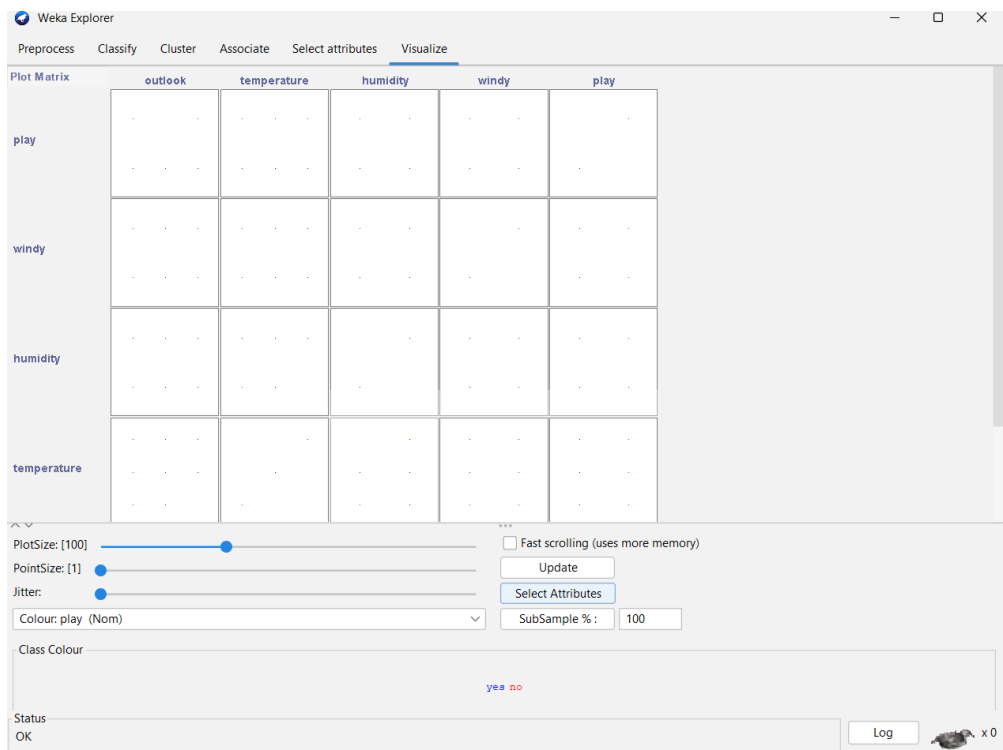 Weka Explorer
Preprocess Classify Cluster Associate Select attributes Visualize
Plot Matrix outlook temperature humidity windy play
play
windy
humidity
temperature
PlotSize: [100]
Fast scrolling (uses more memory)
PointSize: [1]
Update
Jitter:
Select Attributes
Colour: play (Nom)
SubSample % : 100
Class Colour
yes no
Status
OK
Log x 0